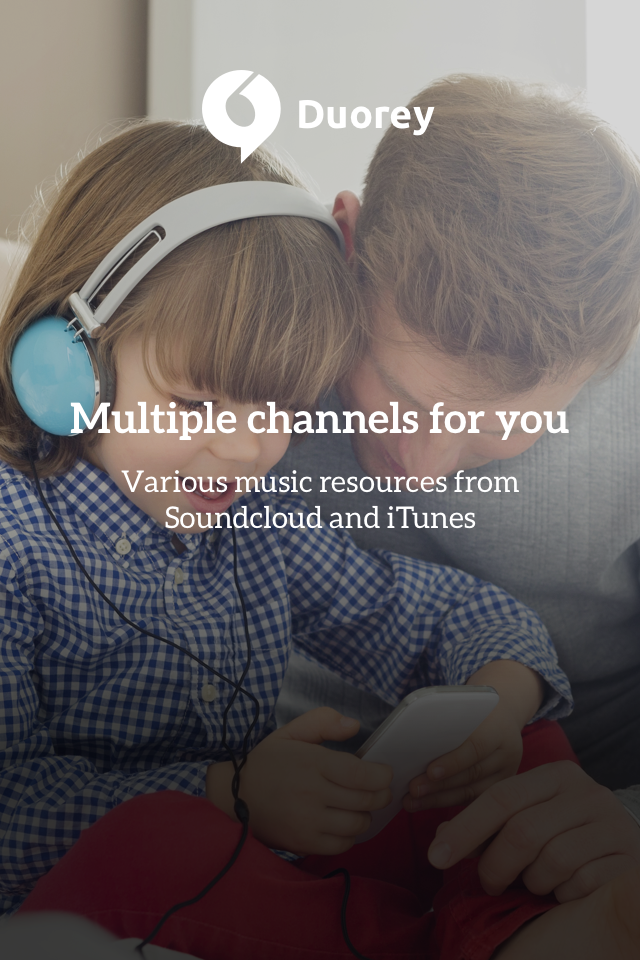 Duorey
Multiple channels for you
Various music resources from
Soundcloud and iTunes